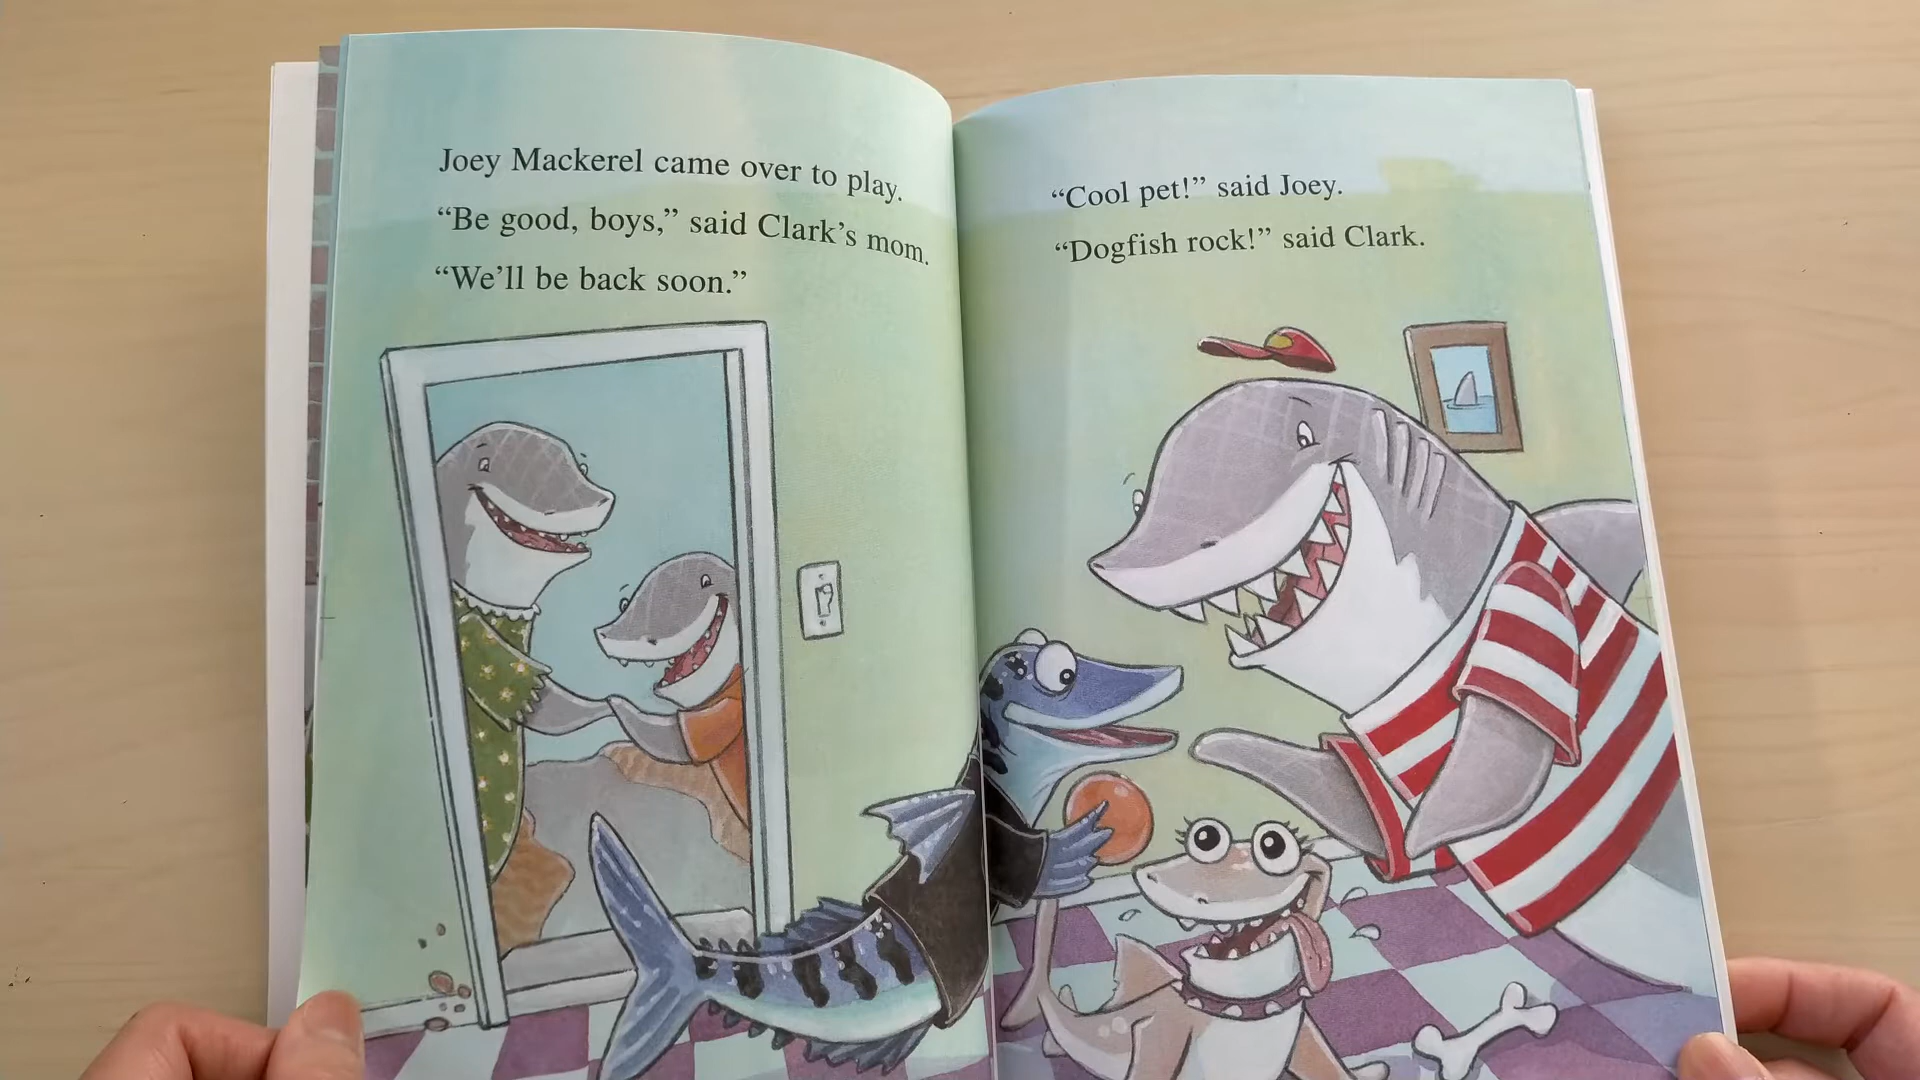 Joey Mackerel came over to play.
“Be good, boys,” said Clark’s mom.
“We’ll be back soon.”
“Cool pet!” said Joey.
“Dogfish rock!” said Clark.